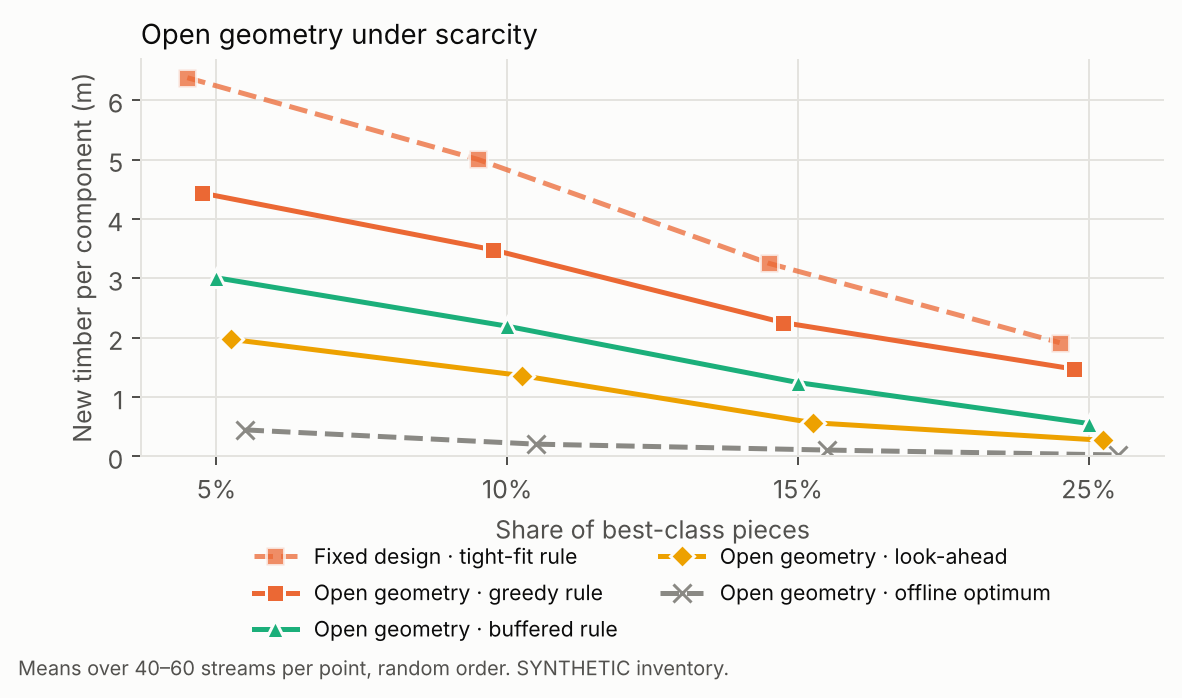 Open geometry under scarcity
New timber per component (m)
6
5
4
3
2
1
0
5% 10% 15% 25%
Share of best-class pieces
Fixed design · tight-fit rule
Open geometry · greedy rule
Open geometry · buffered rule
Open geometry · look-ahead
Open geometry · offline optimum
Means over 40–60 streams per point, random order. SYNTHETIC inventory.